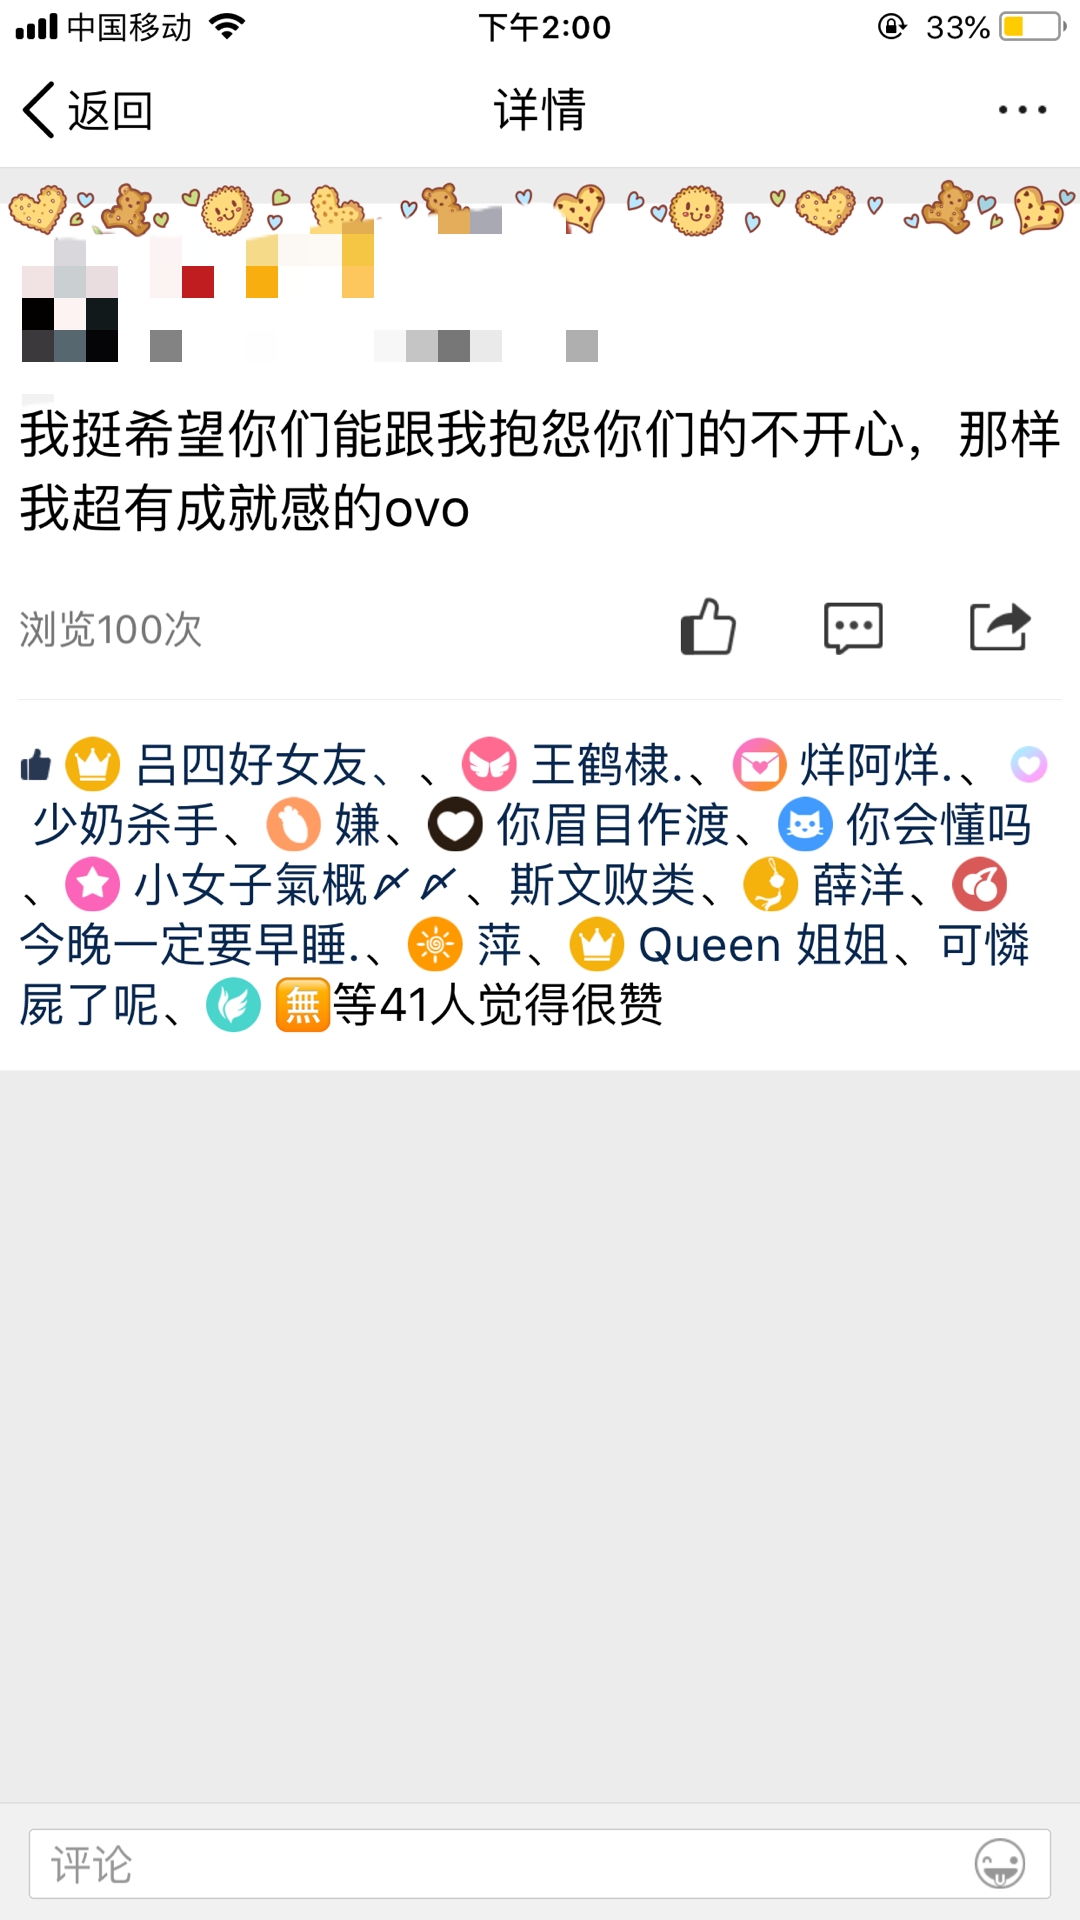 中国移动 下午2:00 33%
返回 详情
我挺希望你们能跟我抱怨你们的不开心，那样
我超有成就感的ovo
浏览100次
吕四好女友、、王鹤棣.、烊阿烊.、
少奶杀手、嫌、你眉目作渡、你会懂吗
、小女子氣概〆〆、斯文败类、薛洋、
今晚一定要早睡.、萍、Queen 姐姐、可憐
屍了呢、🈚等41人觉得很赞
评论